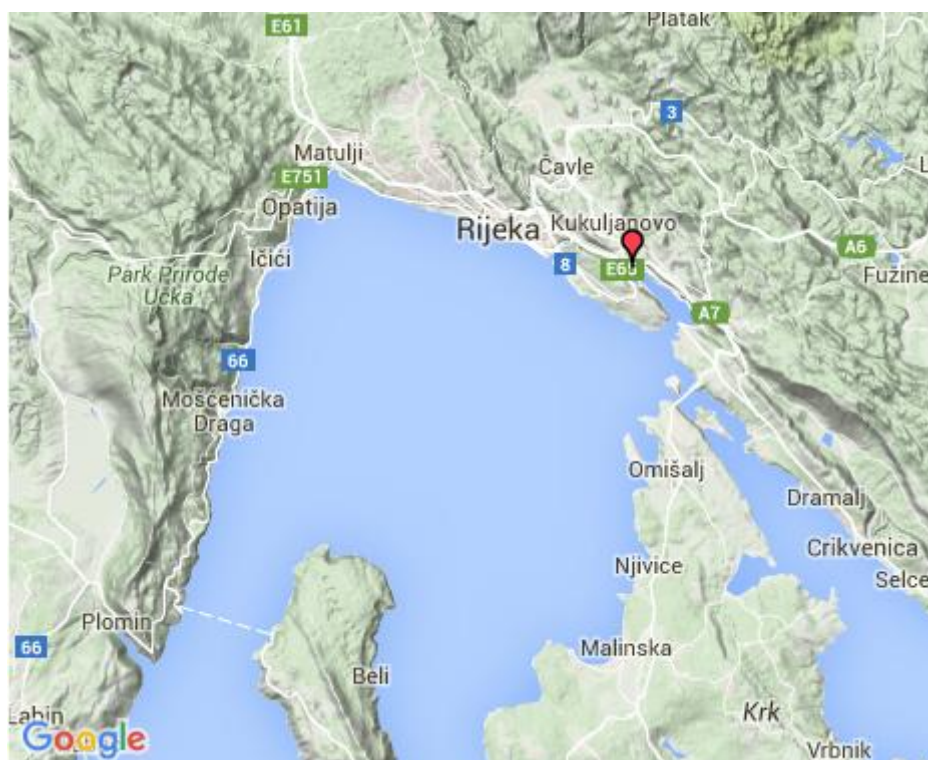 Platak
E61
3
Matulji
Čavle
E751
Opatija
Rijeka
Kukuljanovo
Ičići
8
E65
A6
Fužine
Park Prirode
Učka
A7
66
Mošćenička
Draga
Omišalj
Dramalj
Crikvenica
Njivice
Selce
Plomin
66
Malinska
Beli
Labin
Krk
Google
Vrbnik